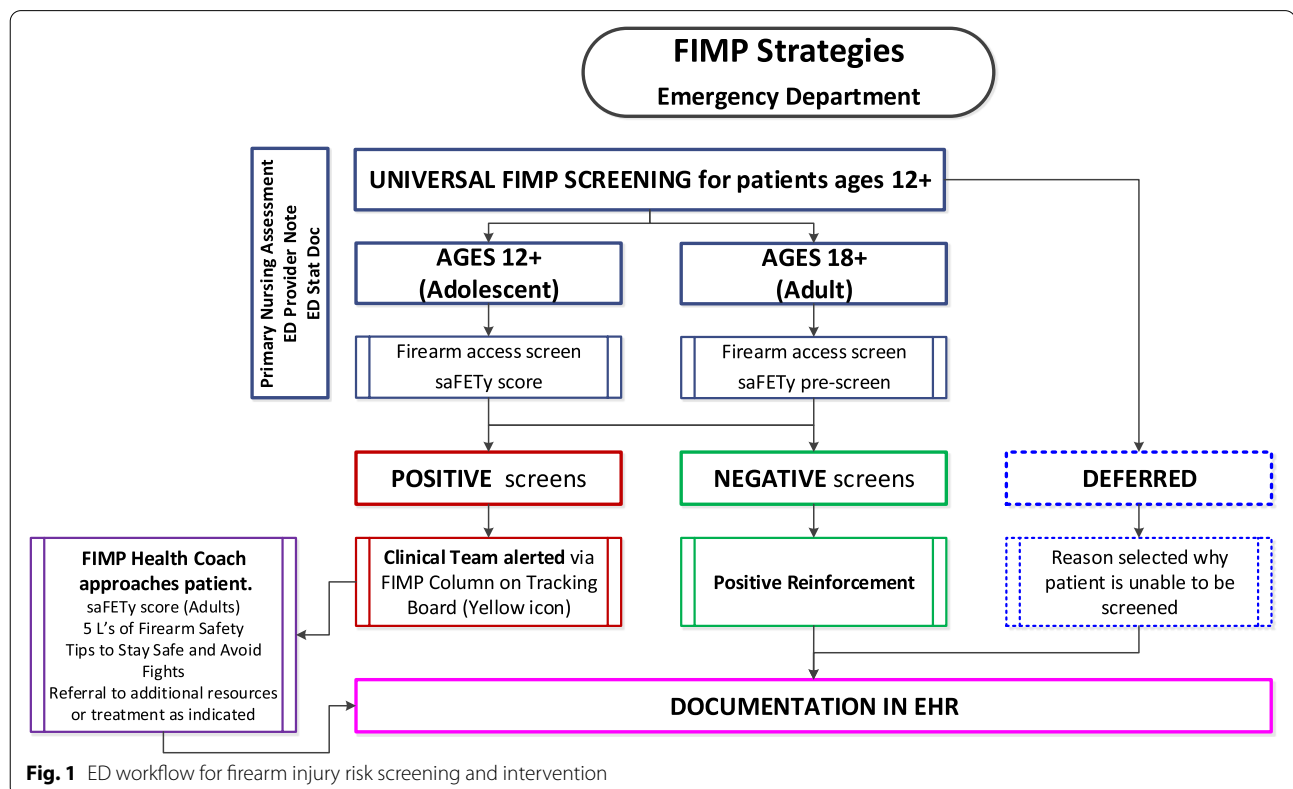 FIMP Strategies
Emergency Department
Primary Nursing Assessment
ED Provider Note
ED Stat Doc
UNIVERSAL FIMP SCREENING for patients ages 12+
AGES 12+
(Adolescent)
AGES 18+
(Adult)
Firearm access screen
saFETy score
Firearm access screen
saFETy pre-screen
POSITIVE screens
NEGATIVE screens
DEFERRED
FIMP Health Coach
approaches patient.
saFETy score (Adults)
5 L’s of Firearm Safety
Tips to Stay Safe and Avoid
Fights
Referral to additional resources
or treatment as indicated
Clinical Team alerted via
FIMP Column on Tracking
Board (Yellow icon)
Positive Reinforcement
Reason selected why
patient is unable to be
screened
DOCUMENTATION IN EHR
Fig. 1 ED workflow for firearm injury risk screening and intervention